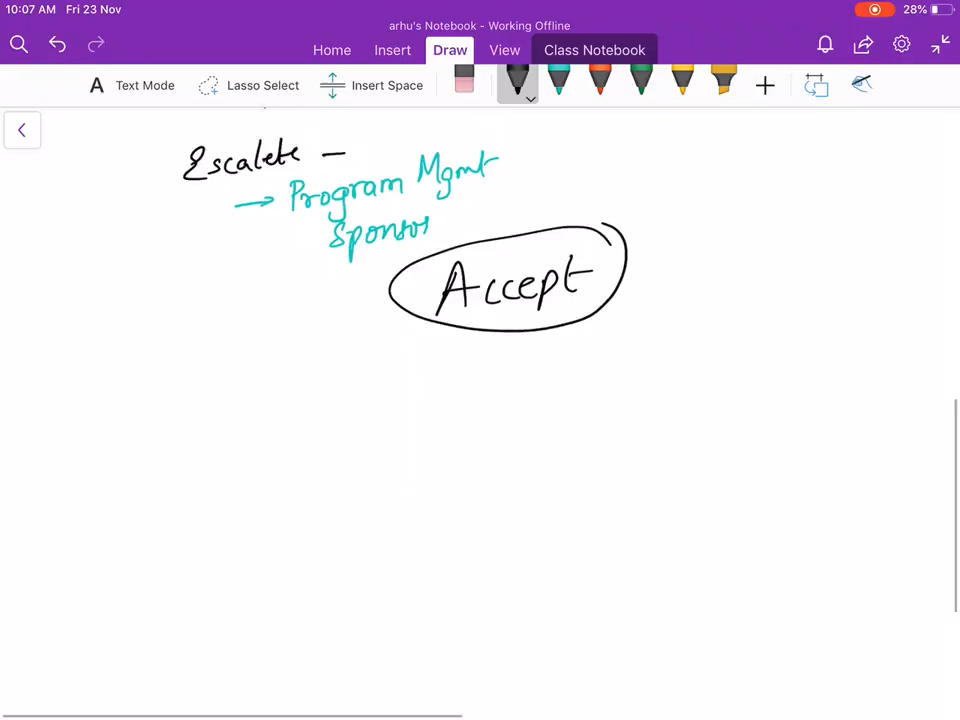 10:07 AM Fri 23 Nov 28%
arhu's Notebook - Working Offline
Home Insert Draw View Class Notebook
A Text Mode Lasso Select Insert Space
Escalete -
→ Program Mgmt
Sponsor
Accept